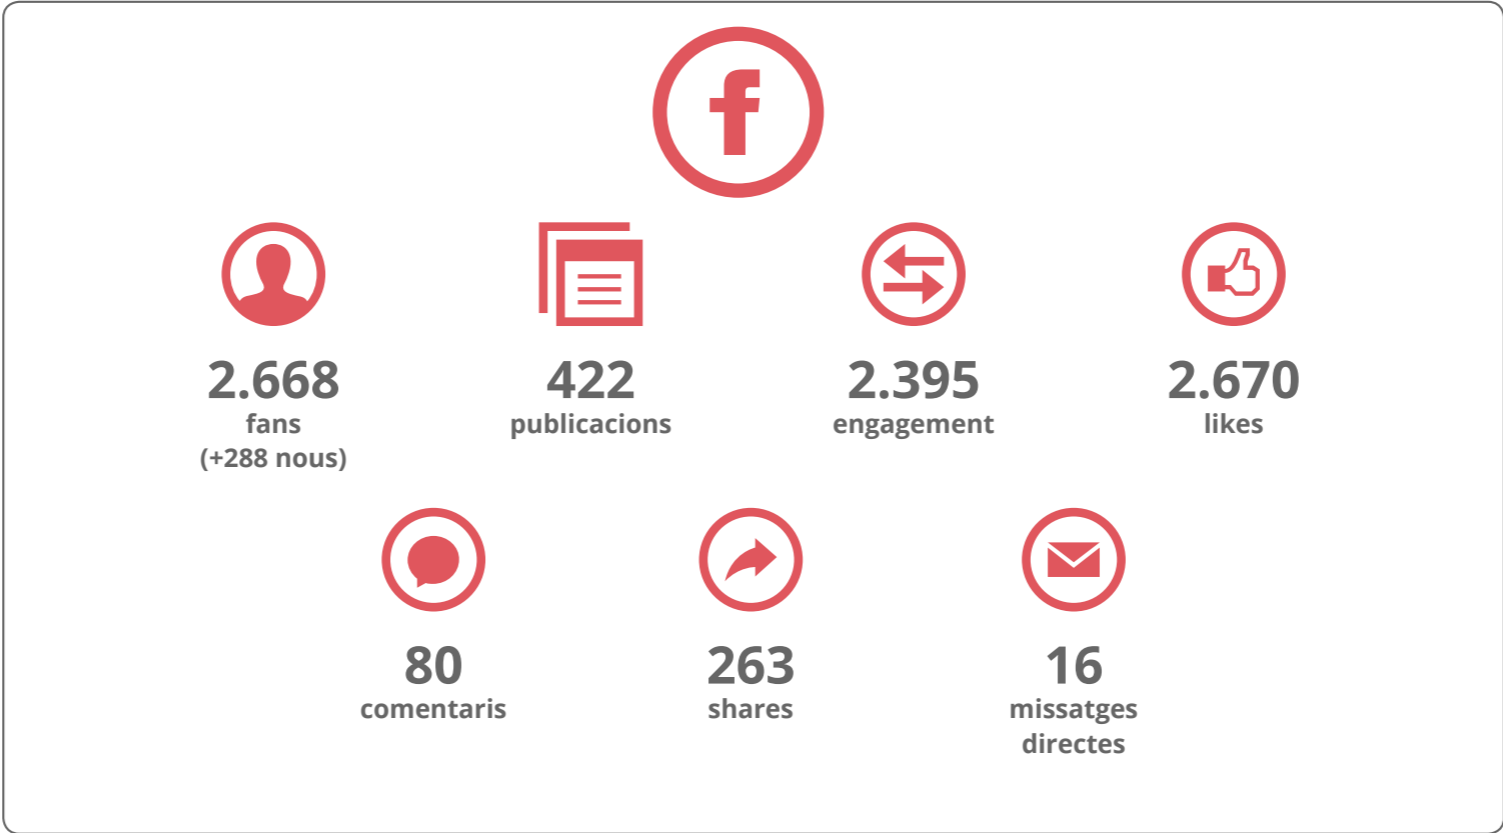 f
2.668
fans
(+288 nous)
422
publicacions
2.395
engagement
2.670
likes
80
comentaris
263
shares
16
missatges
directes